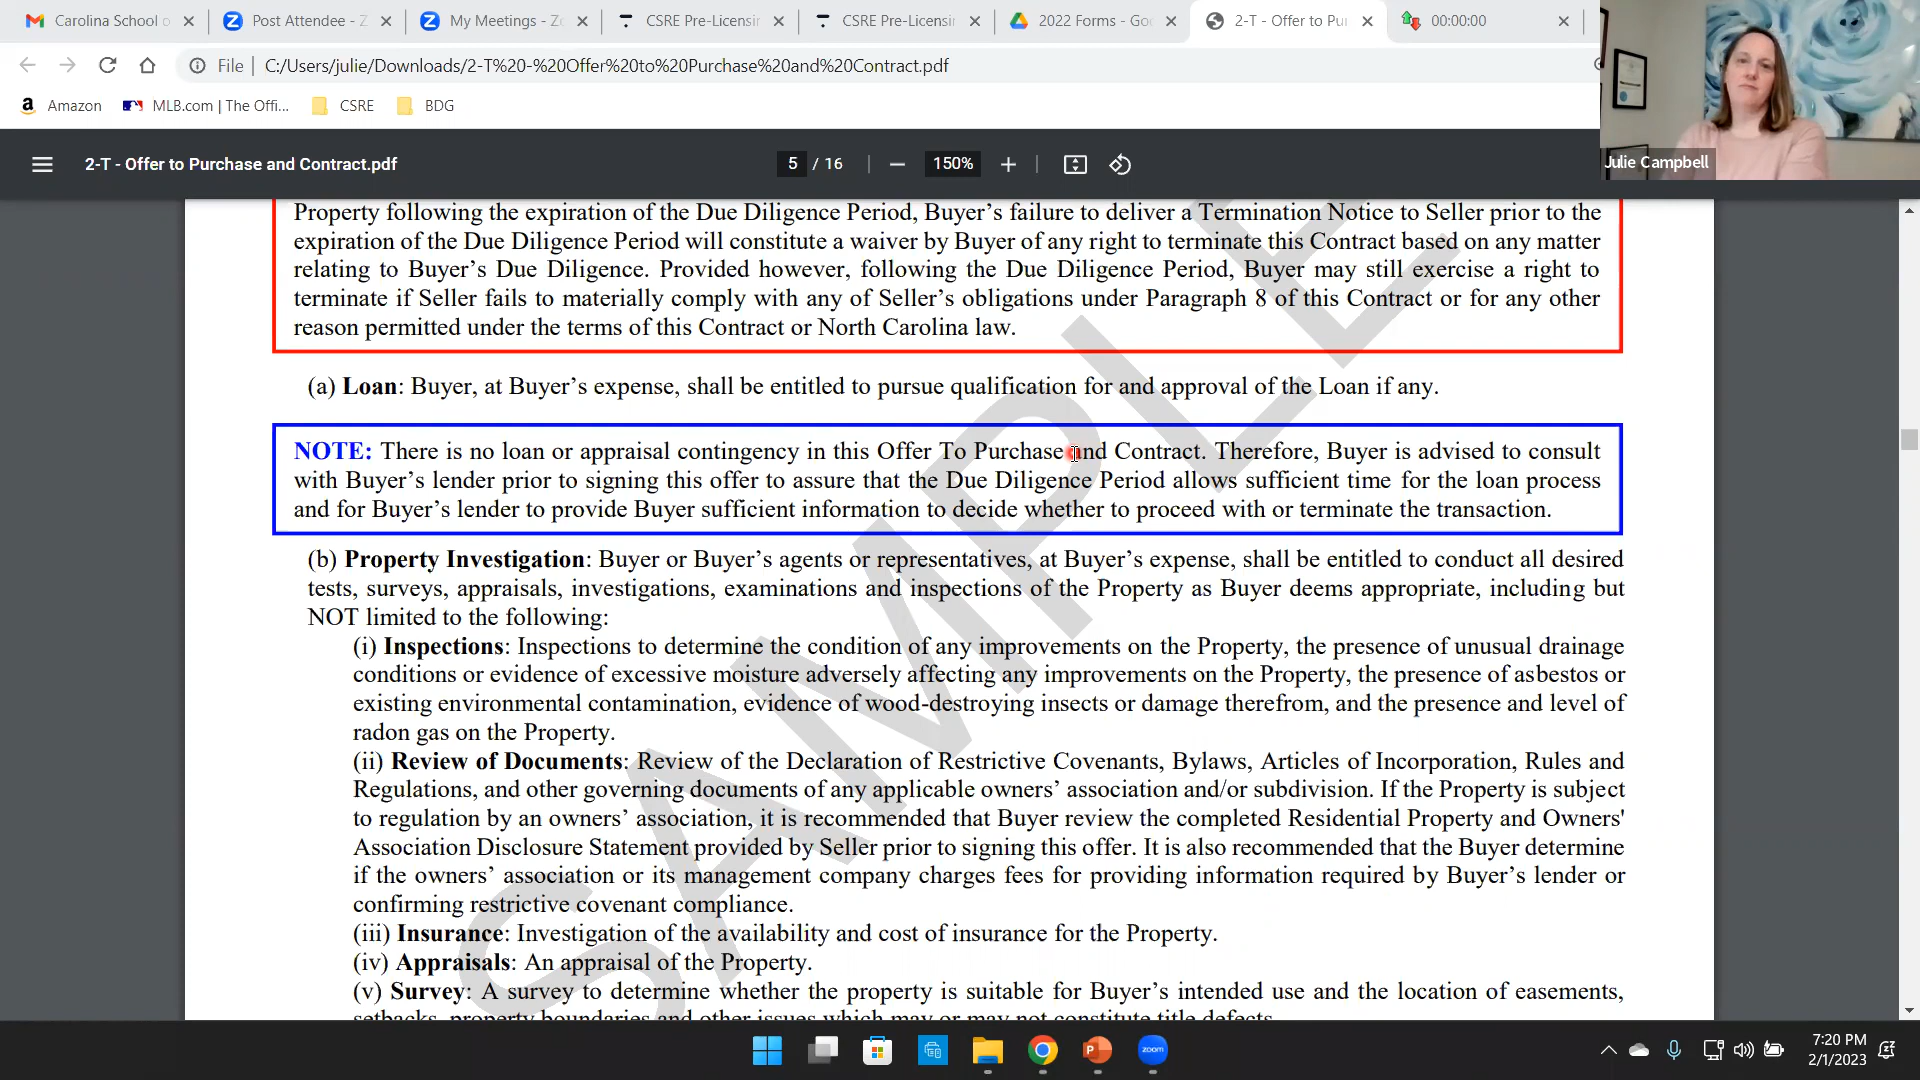 Carolina School o
Post Attendee - Z
My Meetings - Zo
CSRE Pre-Licensin
CSRE Pre-Licensin
2022 Forms - Goo
2-T - Offer to Pur
00:00:00
File | C:/Users/julie/Downloads/2-T%20-%20Offer%20to%20Purchase%20and%20Contract.pdf
Amazon
MLB.com | The Offi...
CSRE
BDG
Julie Campbell
2-T - Offer to Purchase and Contract.pdf
5 / 16
150%
Property following the expiration of the Due Diligence Period, Buyer’s failure to deliver a Termination Notice to Seller prior to the
expiration of the Due Diligence Period will constitute a waiver by Buyer of any right to terminate this Contract based on any matter
relating to Buyer’s Due Diligence. Provided however, following the Due Diligence Period, Buyer may still exercise a right to
terminate if Seller fails to materially comply with any of Seller’s obligations under Paragraph 8 of this Contract or for any other
reason permitted under the terms of this Contract or North Carolina law.
(a) Loan: Buyer, at Buyer’s expense, shall be entitled to pursue qualification for and approval of the Loan if any.
NOTE: There is no loan or appraisal contingency in this Offer To Purchase and Contract. Therefore, Buyer is advised to consult
with Buyer’s lender prior to signing this offer to assure that the Due Diligence Period allows sufficient time for the loan process
and for Buyer’s lender to provide Buyer sufficient information to decide whether to proceed with or terminate the transaction.
(b) Property Investigation: Buyer or Buyer’s agents or representatives, at Buyer’s expense, shall be entitled to conduct all desired
tests, surveys, appraisals, investigations, examinations and inspections of the Property as Buyer deems appropriate, including but
NOT limited to the following:
(i) Inspections: Inspections to determine the condition of any improvements on the Property, the presence of unusual drainage
conditions or evidence of excessive moisture adversely affecting any improvements on the Property, the presence of asbestos or
existing environmental contamination, evidence of wood-destroying insects or damage therefrom, and the presence and level of
radon gas on the Property.
(ii) Review of Documents: Review of the Declaration of Restrictive Covenants, Bylaws, Articles of Incorporation, Rules and
Regulations, and other governing documents of any applicable owners’ association and/or subdivision. If the Property is subject
to regulation by an owners’ association, it is recommended that Buyer review the completed Residential Property and Owners'
Association Disclosure Statement provided by Seller prior to signing this offer. It is also recommended that the Buyer determine
if the owners’ association or its management company charges fees for providing information required by Buyer’s lender or
confirming restrictive covenant compliance.
(iii) Insurance: Investigation of the availability and cost of insurance for the Property.
(iv) Appraisals: An appraisal of the Property.
(v) Survey: A survey to determine whether the property is suitable for Buyer’s intended use and the location of easements,
setbacks, property boundaries and other issues which may or may not constitute title defects.
SAMPLE
zoom
7:20 PM
2/1/2023